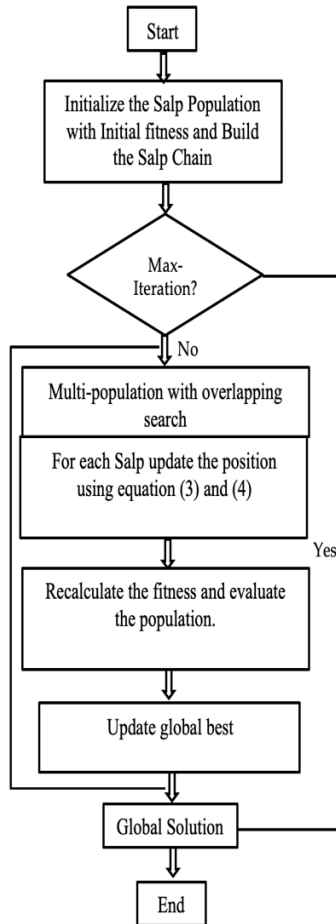 Start
Initialize the Salp Population
with Initial fitness and Build
the Salp Chain
Max-
Iteration?
No
Multi-population with overlapping
search
For each Salp update the position
using equation (3) and (4)
Yes
Recalculate the fitness and evaluate
the population.
Update global best
Global Solution
End